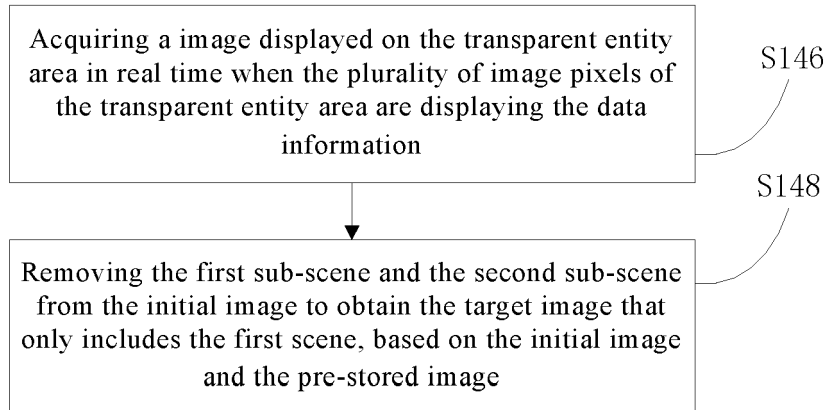 Acquiring a image displayed on the transparent entity
area in real time when the plurality of image pixels of
the transparent entity area are displaying the data
information
S146
Removing the first sub-scene and the second sub-scene
from the initial image to obtain the target image that
only includes the first scene, based on the initial image
and the pre-stored image
S148